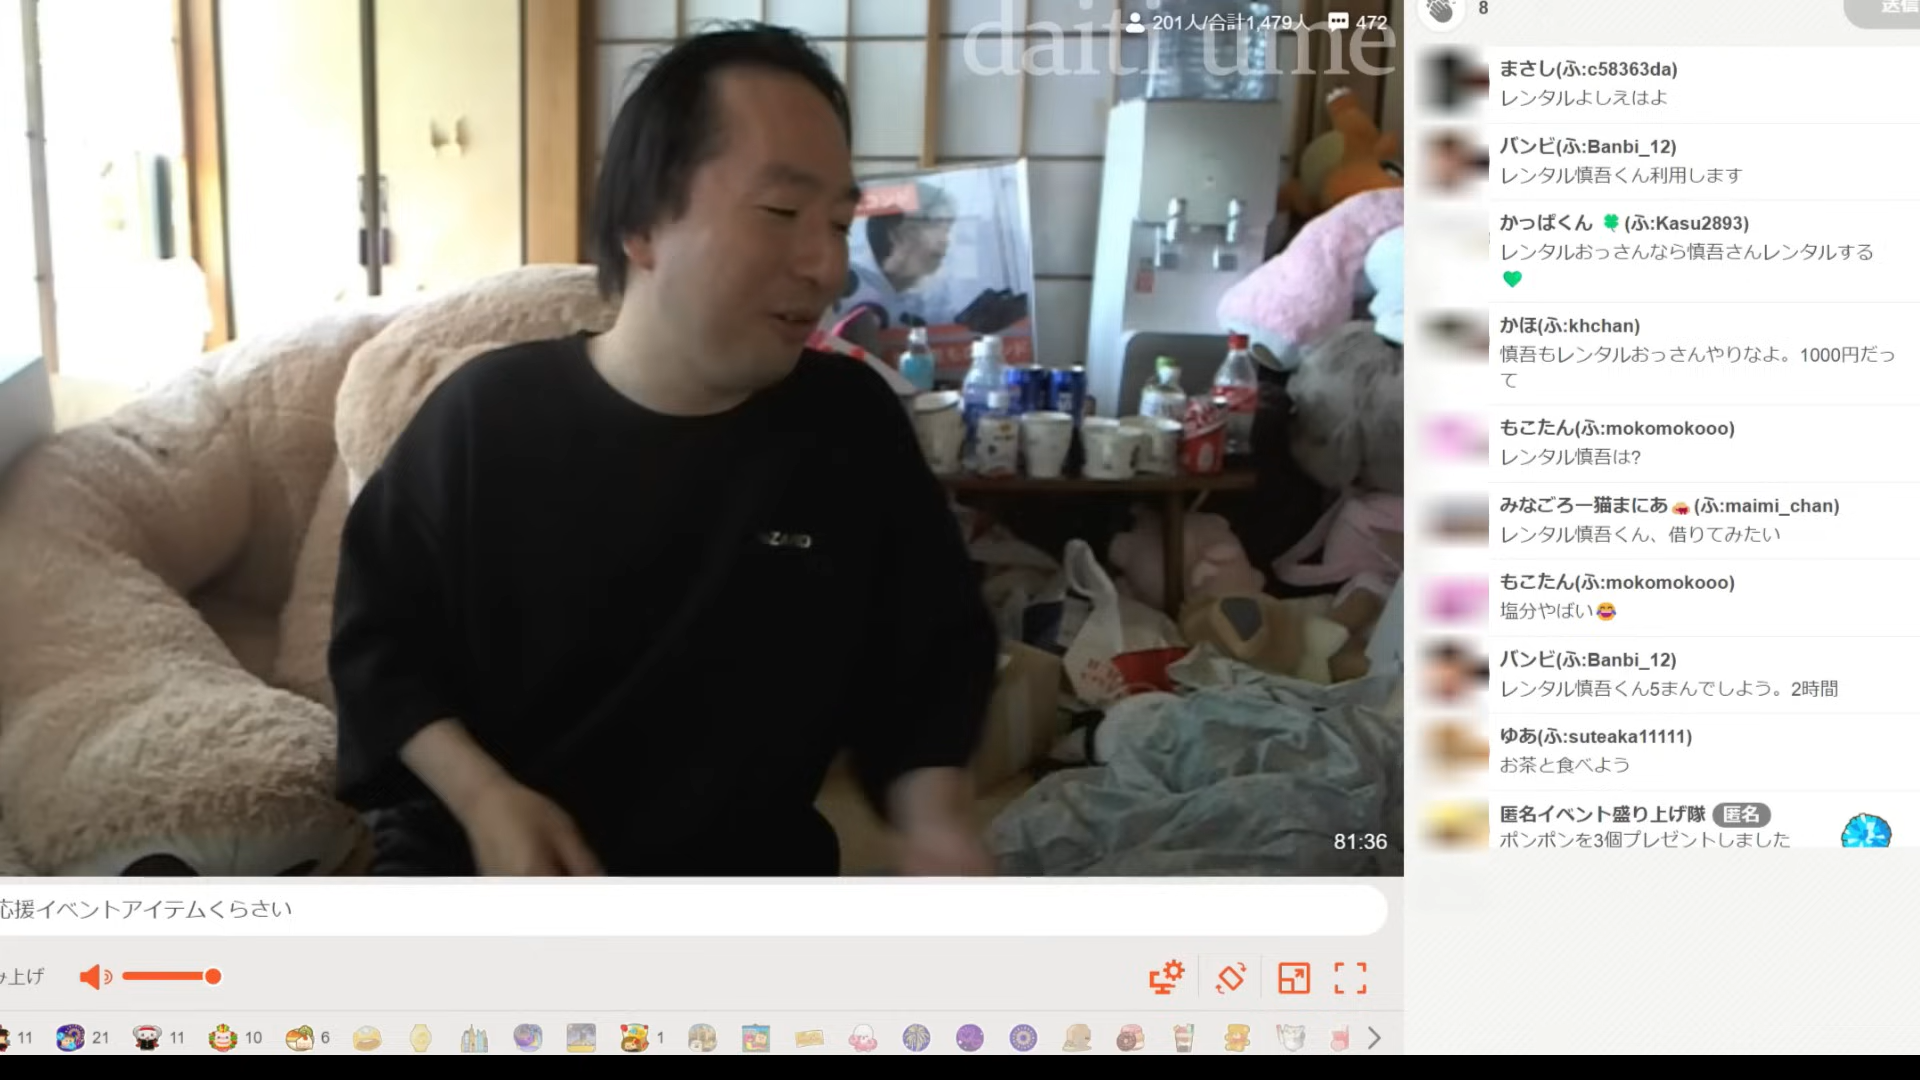 daiti ume
201人/合計1,479人 472
81:36
応援イベントアイテムくらさい
み上げ
11 21 11 10 6 1
8
送信
まさし(ふ:c58363da)
レンタルよしえはよ
バンビ(ふ:Banbi_12)
レンタル慎吾くん利用します
かっぱくん 🍀(ふ:Kasu2893)
レンタルおっさんなら慎吾さんレンタルする
💚
かほ(ふ:khchan)
慎吾もレンタルおっさんやりなよ。1000円だっ
て
もこたん(ふ:mokomokooo)
レンタル慎吾は?
みなごろー猫まにあ(ふ:maimi_chan)
レンタル慎吾くん、借りてみたい
もこたん(ふ:mokomokooo)
塩分やばい😂
バンビ(ふ:Banbi_12)
レンタル慎吾くん5まんでしよう。2時間
ゆあ(ふ:suteaka11111)
お茶と食べよう
匿名イベント盛り上げ隊 匿名
ポンポンを3個プレゼントしました